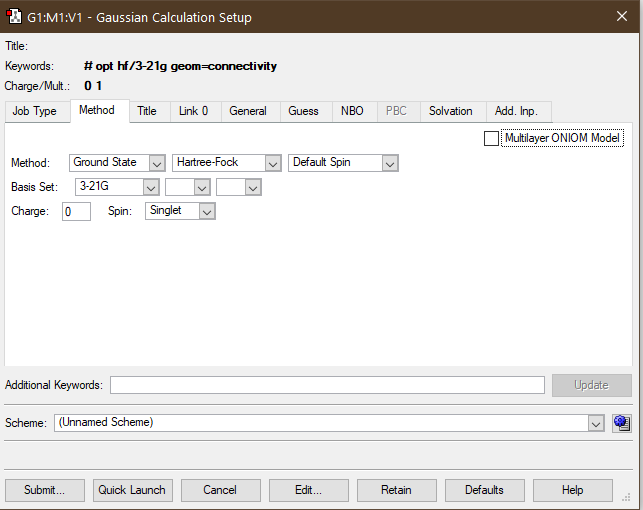 G1:M1:V1 - Gaussian Calculation Setup
Title:
Keywords: # opt hf/3-21g geom=connectivity
Charge/Mult.: 0 1
Job Type Method Title Link 0 General Guess NBO PBC Solvation Add. Inp.
Multilayer ONIOM Model
Method: Ground State Hartree-Fock Default Spin
Basis Set: 3-21G
Charge: 0 Spin: Singlet
Additional Keywords: Update
Scheme: (Unnamed Scheme)
Submit... Quick Launch Cancel Edit... Retain Defaults Help